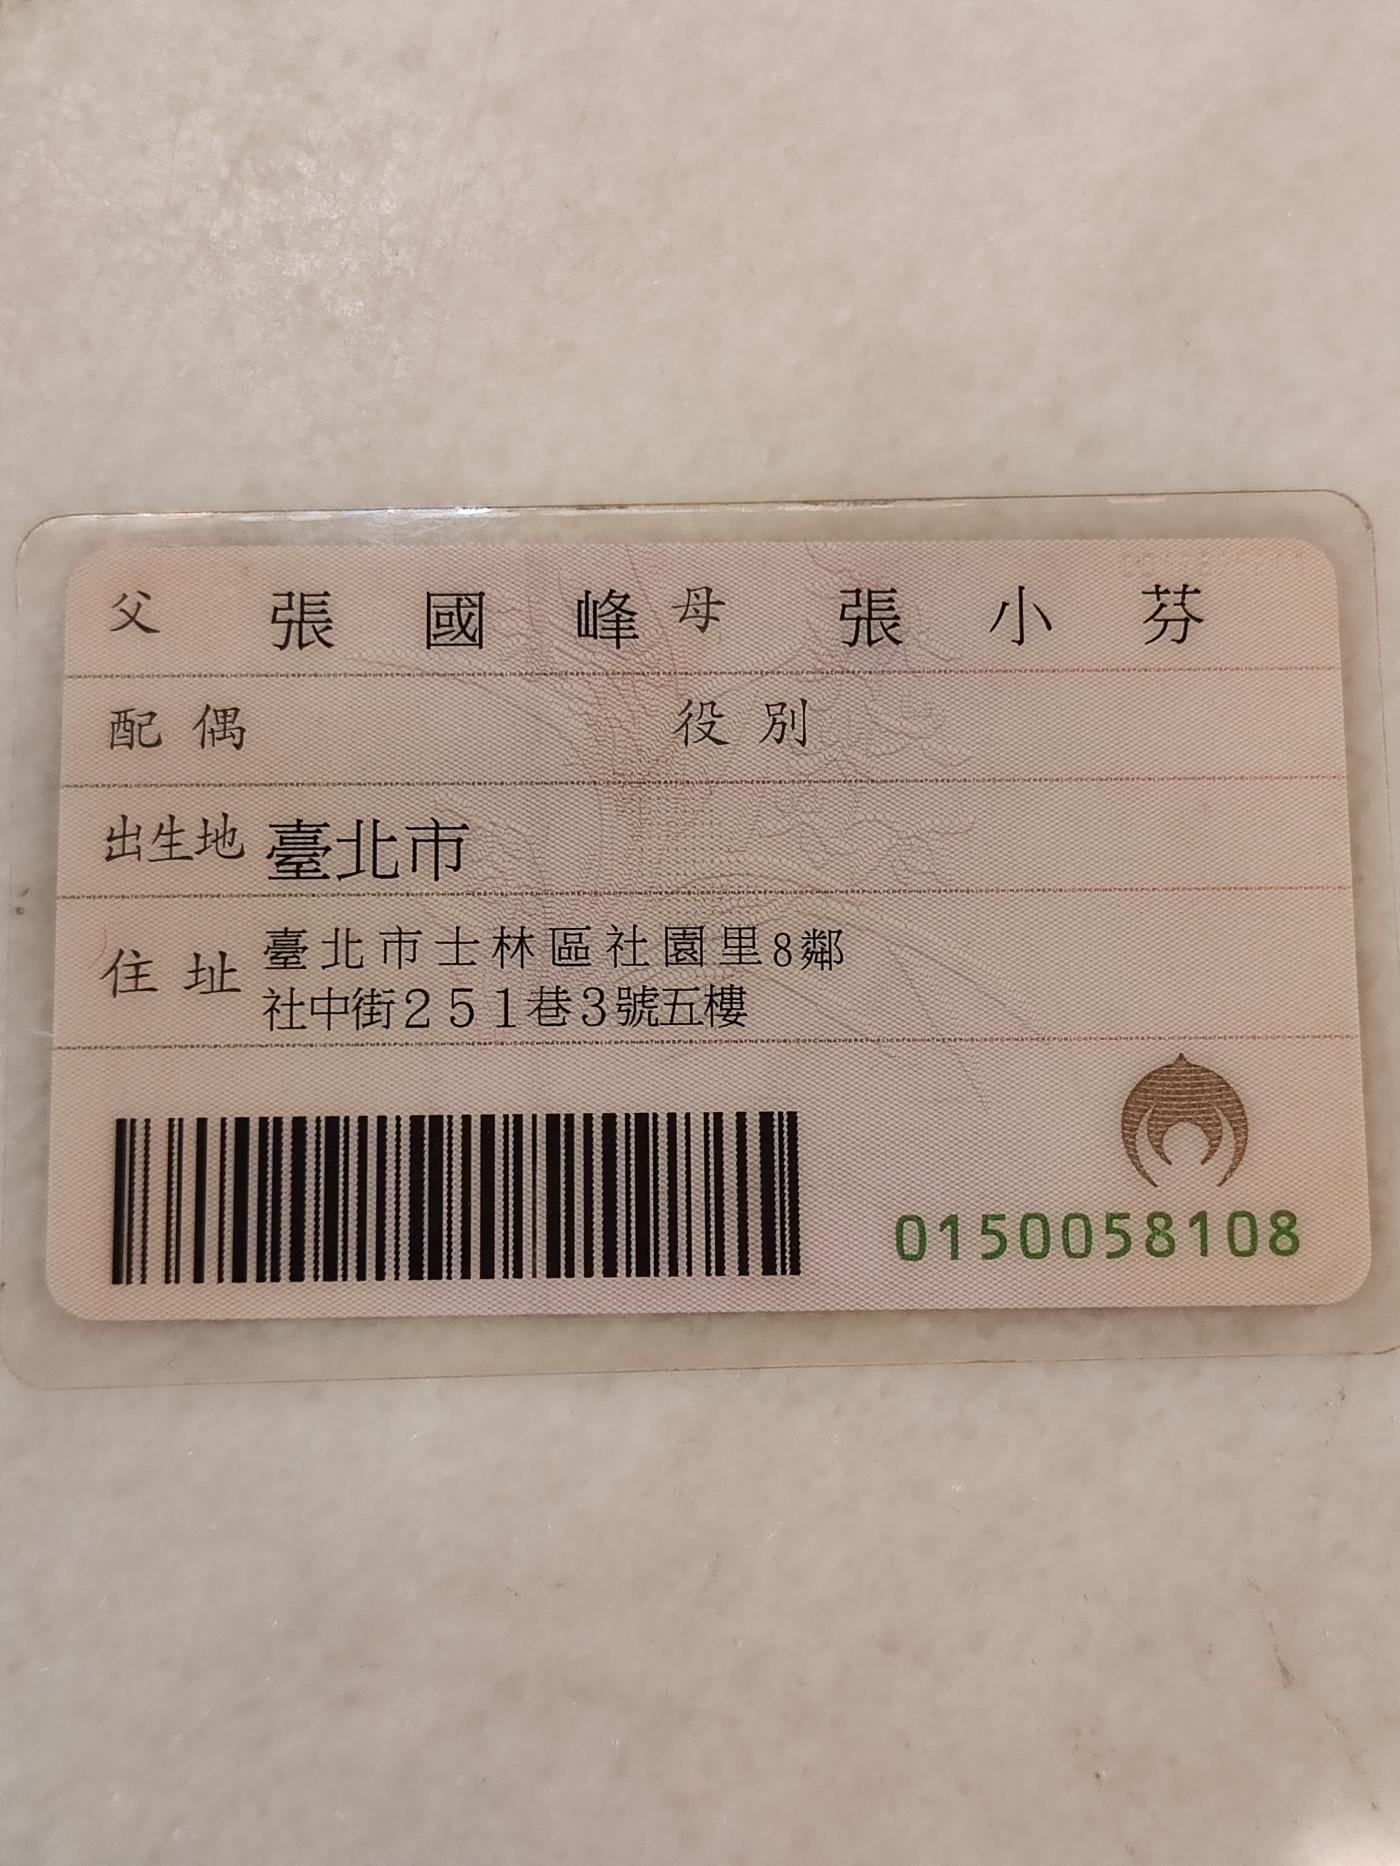 父 張國峰 母 張小芬
配偶 役別
出生地 臺北市
住址 臺北市士林區社園里8鄰
社中街251巷3號五樓
0150058108